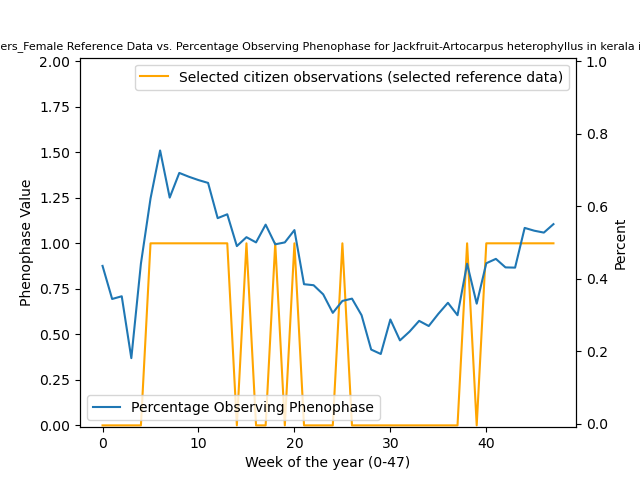 ers_Female Reference Data vs. Percentage Observing Phenophase for Jackfruit-Artocarpus heterophyllus in kerala i
2.00
1.75
1.50
1.25
1.00
0.75
0.50
0.25
0.00
Phenophase Value
Selected citizen observations (selected reference data)
Percentage Observing Phenophase
1.0
0.8
0.6
0.4
0.2
0.0
Percent
0 10 20 30 40
Week of the year (0-47)